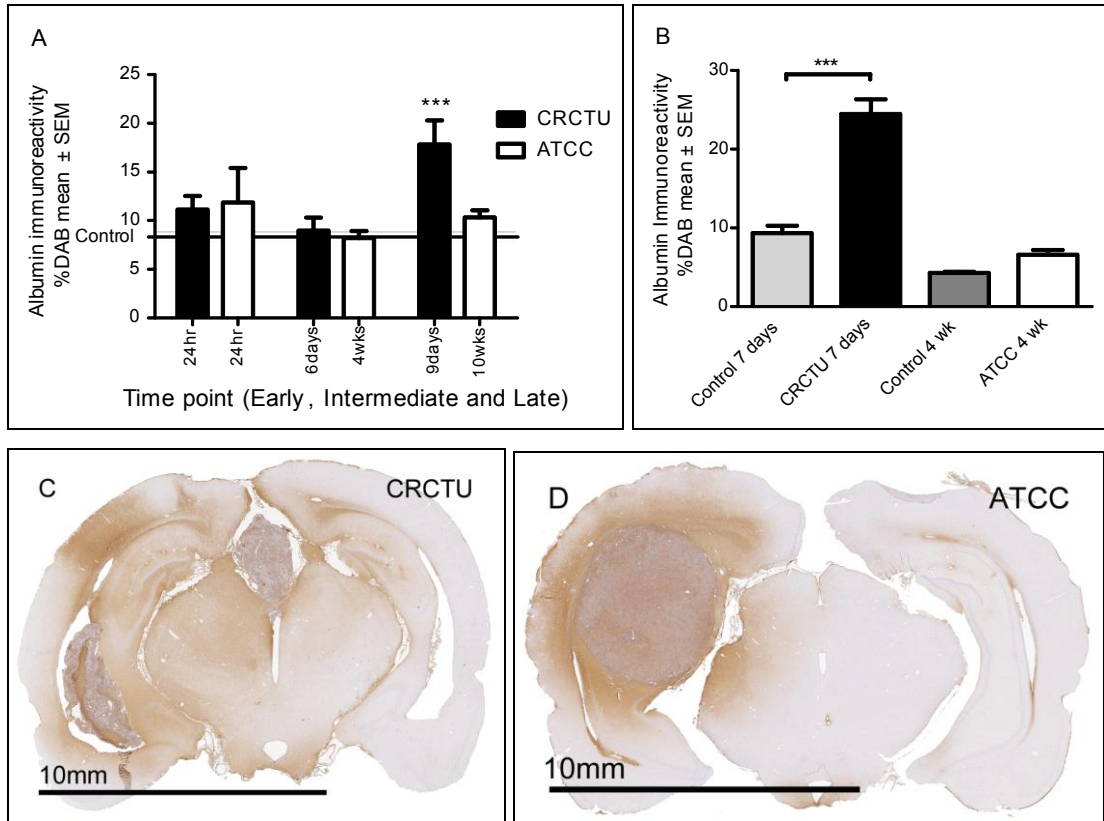 A
25
20
15
10
5
0
Control
Albumin immunoreactivity
%DAB mean ± SEM
***
CRCTU
ATCC
24hr
24hr
6days
4wks
9days
10wks
Time point (Early, Intermediate and Late)
B
30
20
10
0
Albumin Immunoreactivity
%DAB mean ± SEM
***
Control 7 days
CRCTU 7 days
Control 4 wk
ATCC 4 wk
C
CRCTU
10mm
D
ATCC
10mm